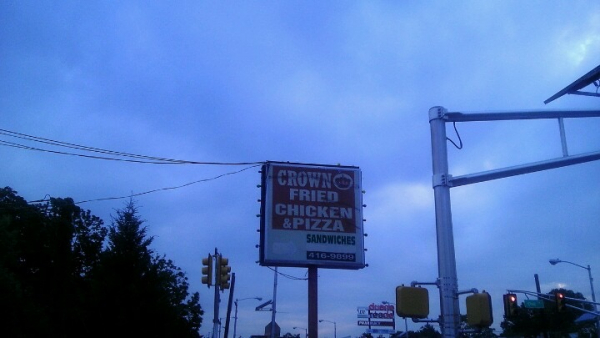 CROWN
FRIED
CHICKEN
& PIZZA
SANDWICHES
416-9899